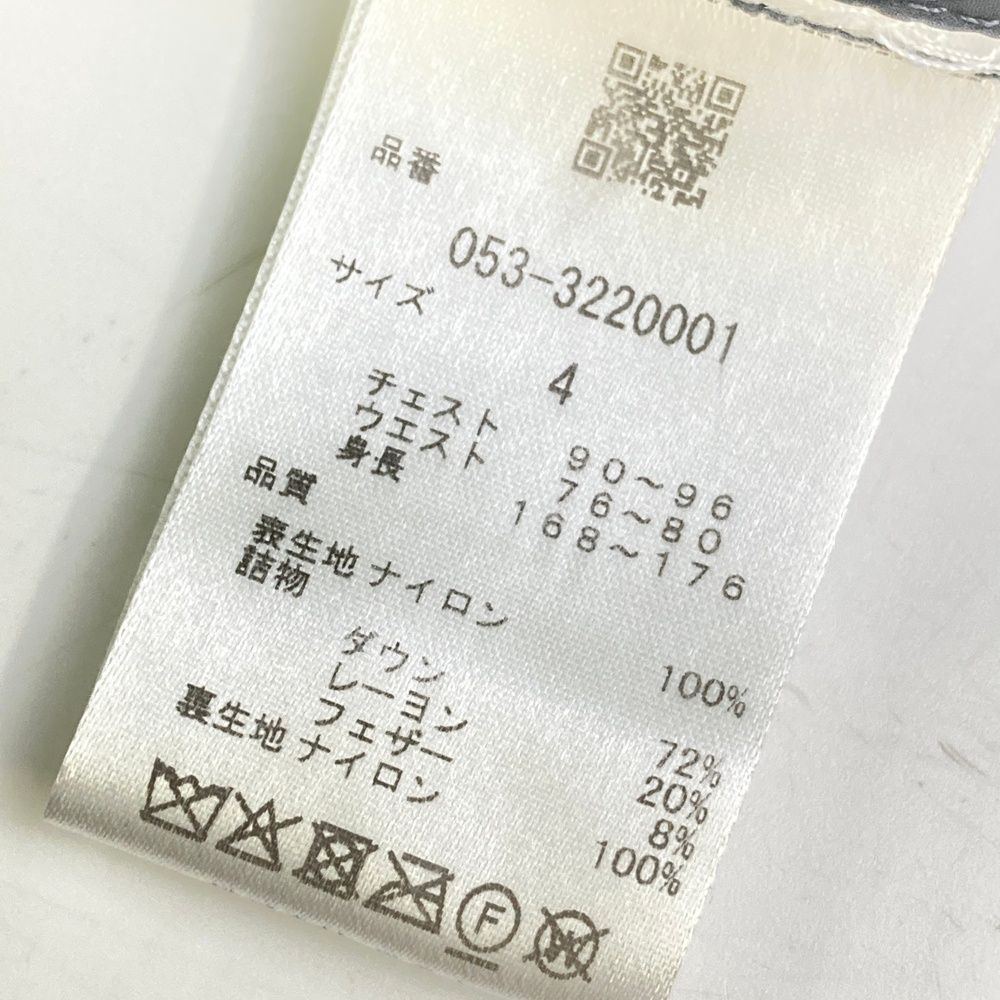 品番
053-3220001
サイズ
4
チェスト 90～96
ウエスト 76～80
身長 168～176
品質
表生地 ナイロン 100%
詰物
ダウン 72%
レーヨン 20%
フェザー 8%
裏生地 ナイロン 100%
F
W